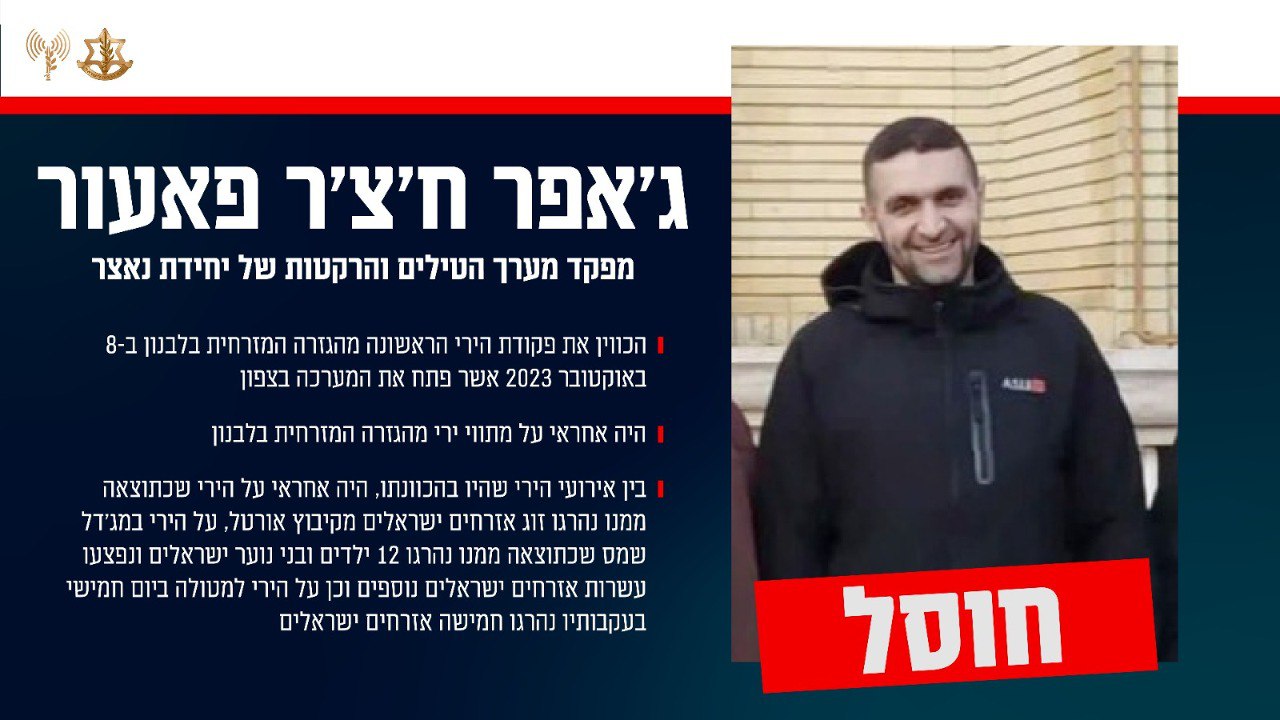 ג'אפר ח'צ'ר פאעור
מפקד מערך הטילים והרקטות של יחידת נאצר
הכווין את פקודת הירי הראשונה מהגזרה המזרחית בלבנון ב-8
באוקטובר 2023 אשר פתח את המערכה בצפון
היה אחראי על מתווי ירי מהגזרה המזרחית בלבנון
בין אירועי הירי שהיו בהכוונתו, היה אחראי על הירי שכתוצאה
ממנו נהרגו זוג אזרחים ישראלים מקיבוץ אורטל, על הירי במג'דל
שמס שכתוצאה ממנו נהרגו 12 ילדים ובני נוער ישראלים ונפצעו
עשרות אזרחים ישראלים נוספים וכן על הירי למטולה ביום חמישי
בעקבותיו נהרגו חמישה אזרחים ישראלים
חוסל